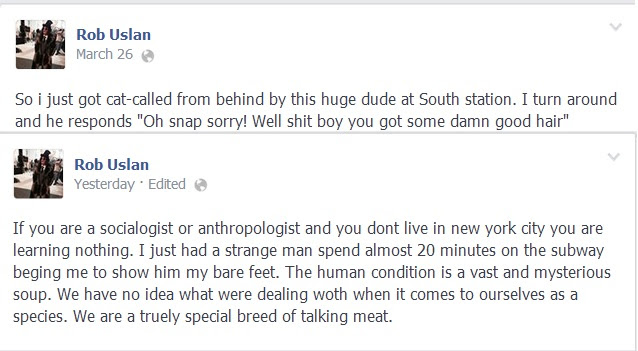 Rob Uslan
March 26
So i just got cat-called from behind by this huge dude at South station. I turn around
and he responds "Oh snap sorry! Well shit boy you got some damn good hair"
Rob Uslan
Yesterday · Edited
If you are a socialogist or anthropologist and you dont live in new york city you are
learning nothing. I just had a strange man spend almost 20 minutes on the subway
beging me to show him my bare feet. The human condition is a vast and mysterious
soup. We have no idea what were dealing woth when it comes to ourselves as a
species. We are a truely special breed of talking meat.